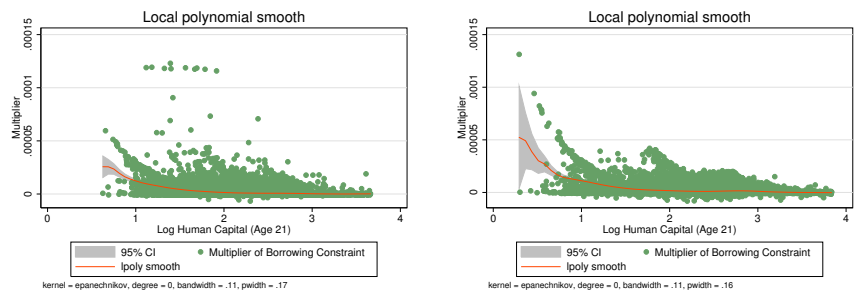 Local polynomial smooth
.00015
.0001
.00005
0
Multiplier
0 1 2 3 4
Log Human Capital (Age 21)
95% CI
Multiplier of Borrowing Constraint
lpoly smooth
kernel = epanechnikov, degree = 0, bandwidth = .11, pwidth = .17
Local polynomial smooth
.00015
.0001
.00005
0
Multiplier
0 1 2 3 4
Log Human Capital (Age 21)
95% CI
Multiplier of Borrowing Constraint
lpoly smooth
kernel = epanechnikov, degree = 0, bandwidth = .11, pwidth = .16